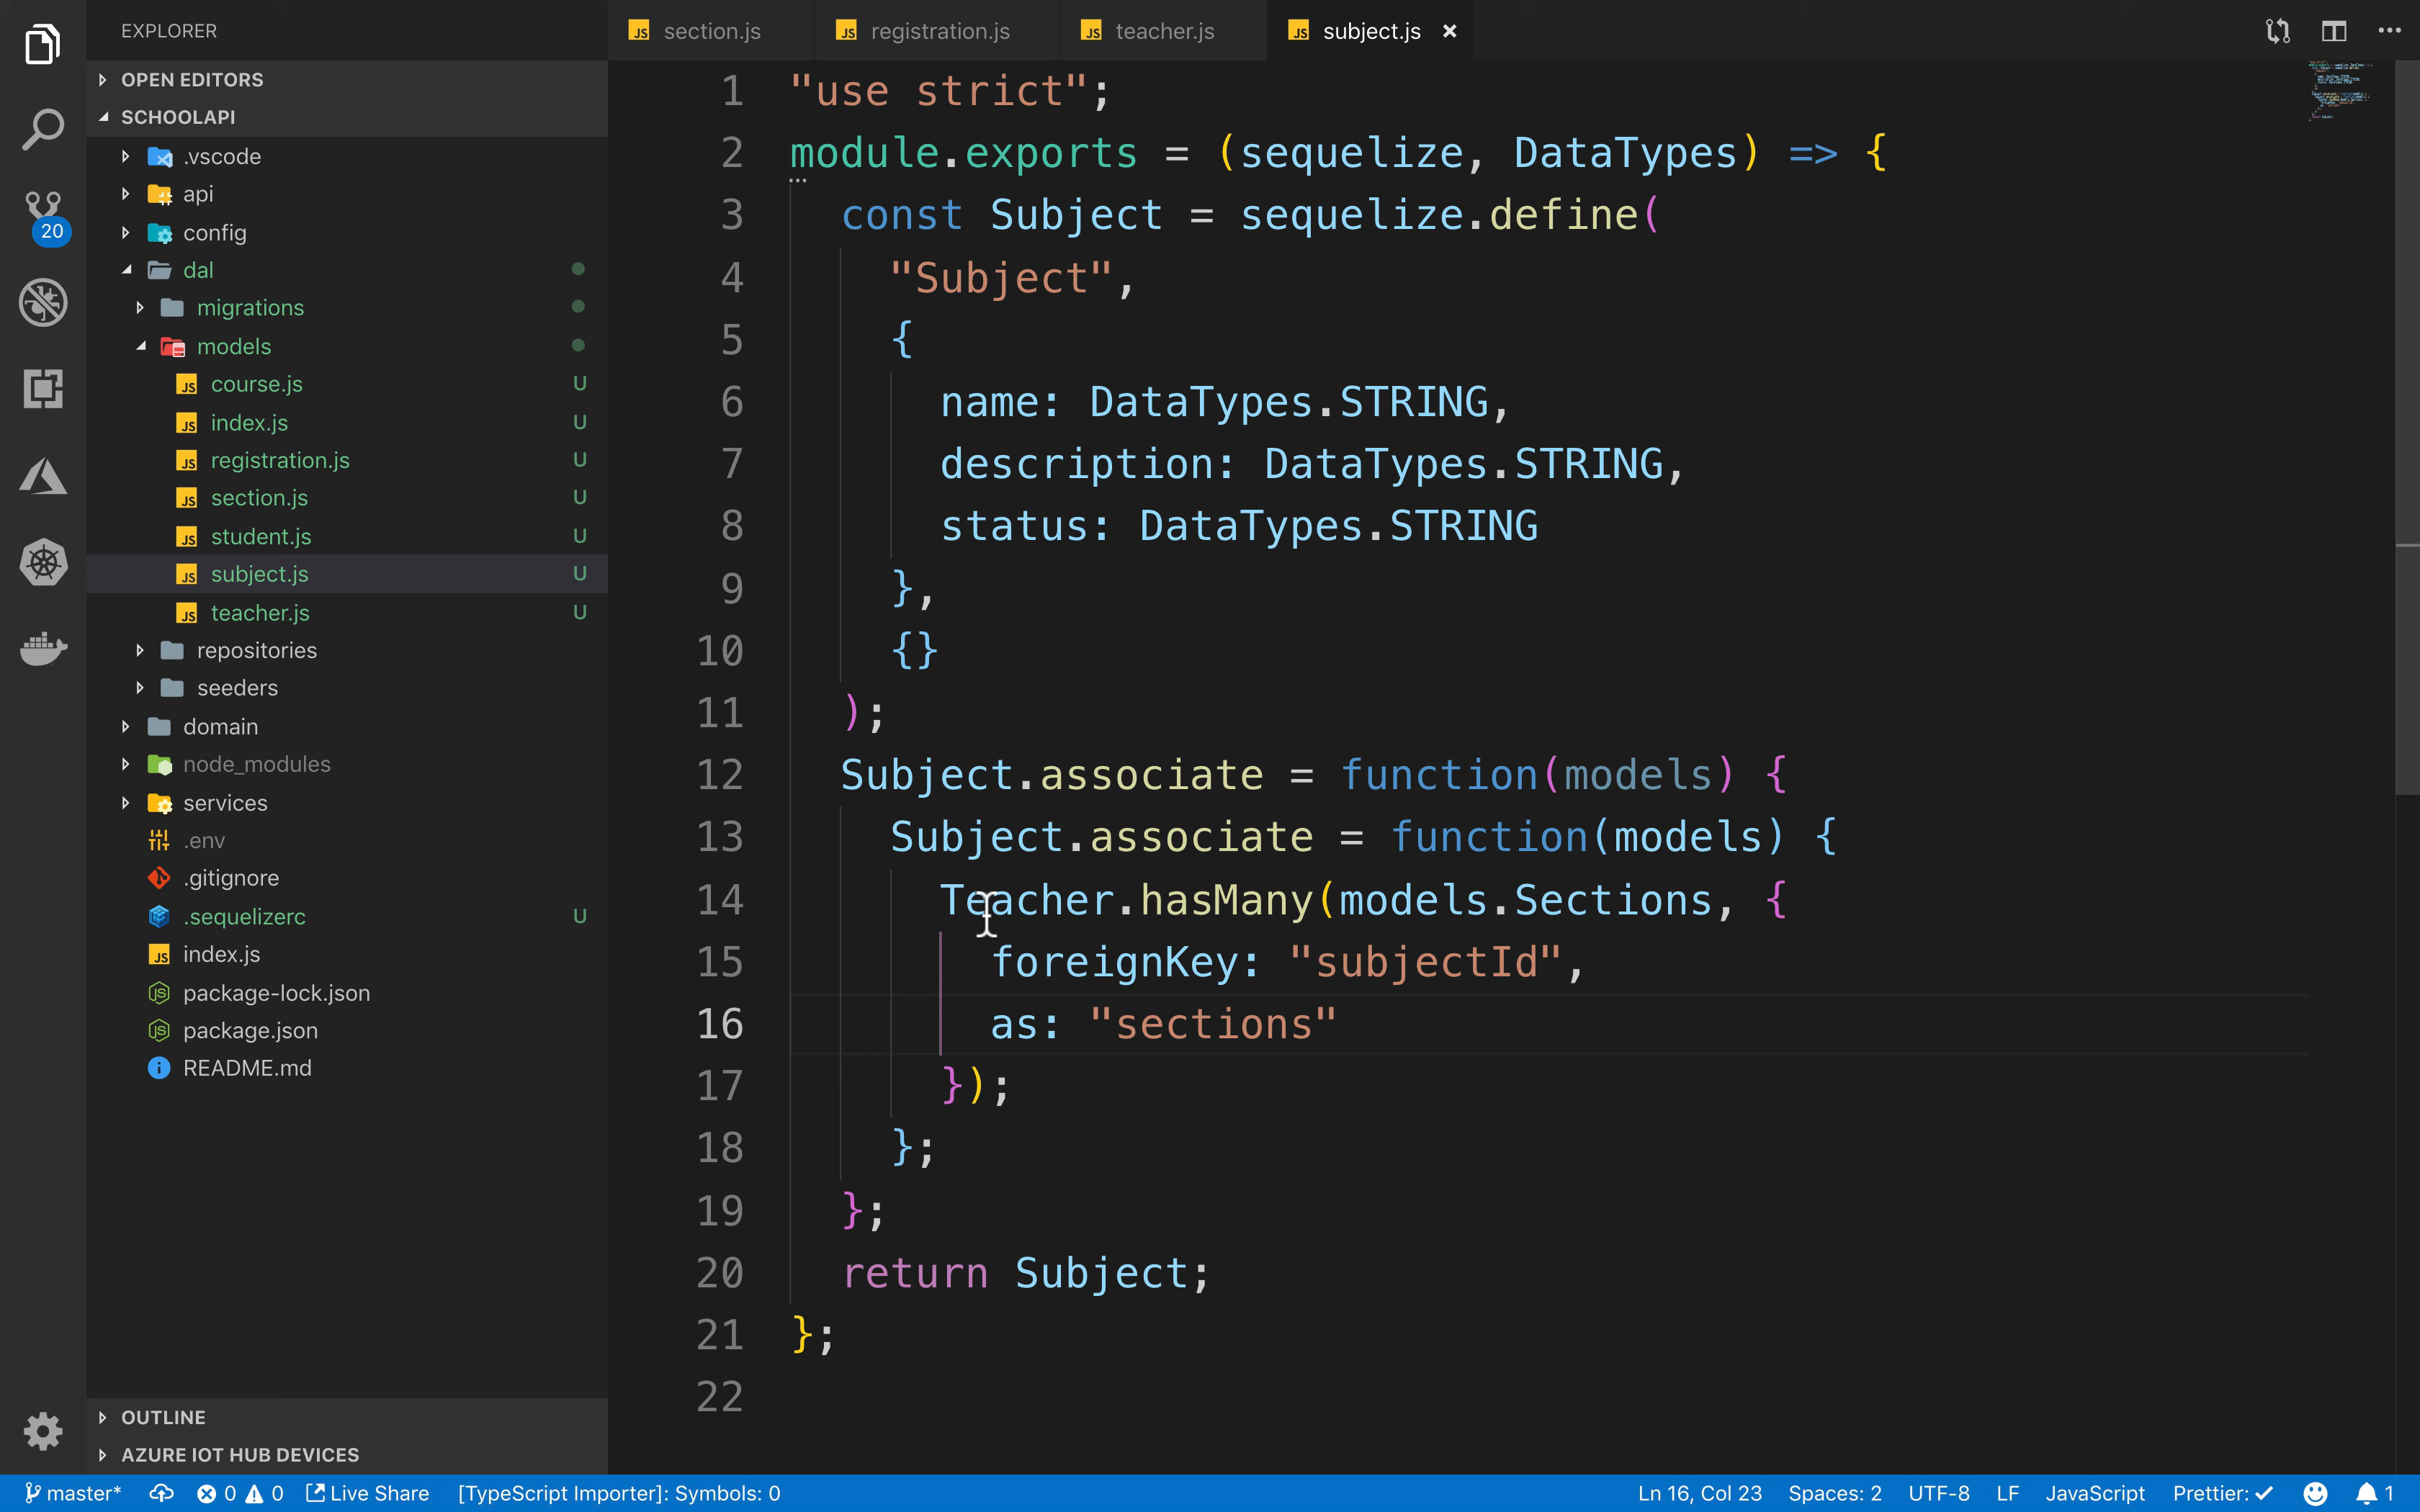 EXPLORER
OPEN EDITORS
SCHOOLAPI
.vscode
api
config
dal
migrations
models
course.js U
index.js U
registration.js U
section.js U
student.js U
subject.js U
teacher.js U
repositories
seeders
domain
node_modules
services
.env
.gitignore
.sequelizerc U
index.js
package-lock.json
package.json
README.md
OUTLINE
AZURE IOT HUB DEVICES
20
JS section.js JS registration.js JS teacher.js JS subject.js ×
1 "use strict";
2 module.exports = (sequelize, DataTypes) => {
3 const Subject = sequelize.define(
4 "Subject",
5 {
6 name: DataTypes.STRING,
7 description: DataTypes.STRING,
8 status: DataTypes.STRING
9 },
10 {}
11 );
12 Subject.associate = function(models) {
13 Subject.associate = function(models) {
14 Teacher.hasMany(models.Sections, {
15 foreignKey: "subjectId",
16 as: "sections"
17 });
18 };
19 };
20 return Subject;
21 };
22
master* 0 0 Live Share [TypeScript Importer]: Symbols: 0 Ln 16, Col 23 Spaces: 2 UTF-8 LF JavaScript Prettier: ✓ 1